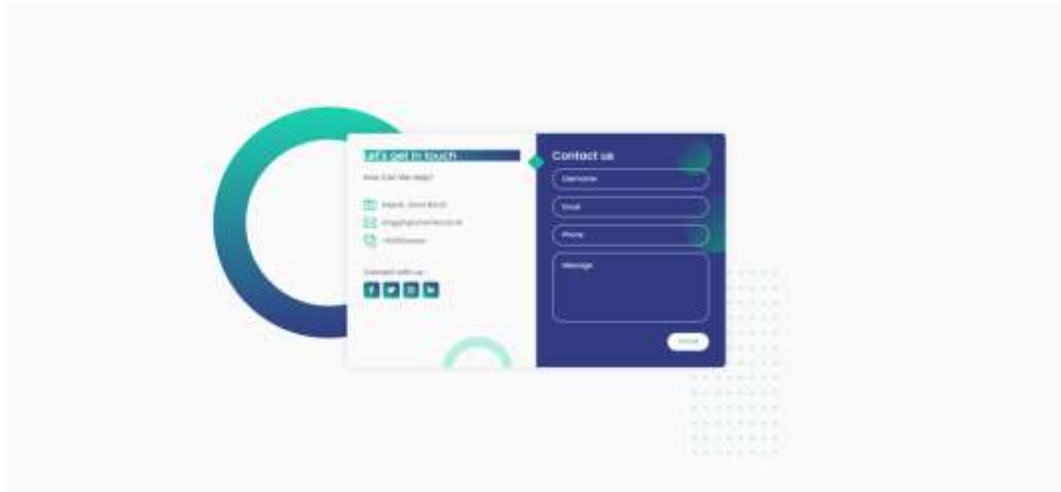 Let's get in touch
How Can We Help?
Connect with us :
Contact us
Username
Email
Phone
Message